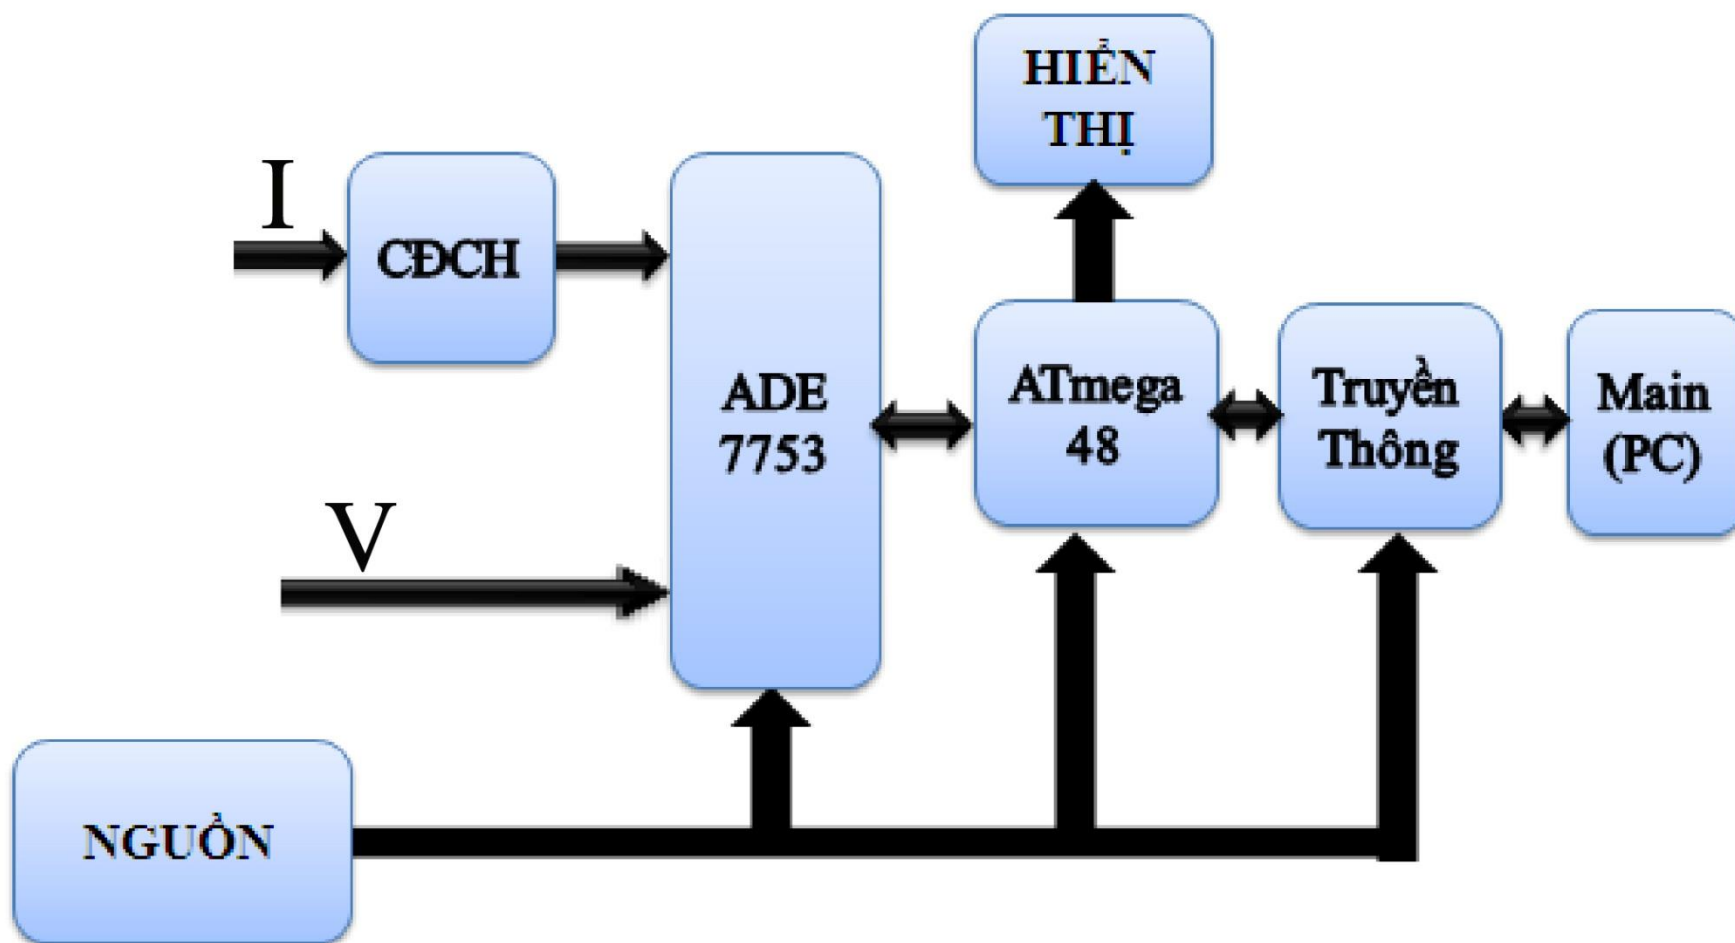 HIỂN
THỊ
I
CĐCH
ADE
7753
ATmega
48
Truyền
Thông
Main
(PC)
V
NGUỒN